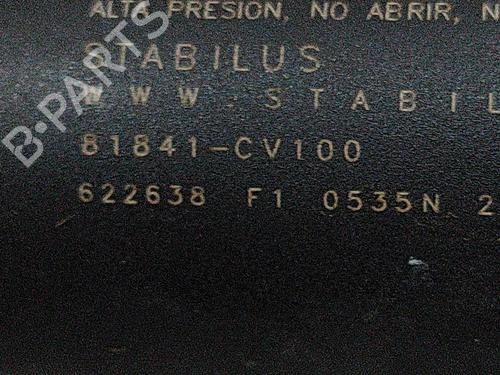 ALTA PRESION, NO ABRIR, N
STABILUS
WWW.STABIL
81841-CV100
622638 F1 0535N 2
B-PARTS